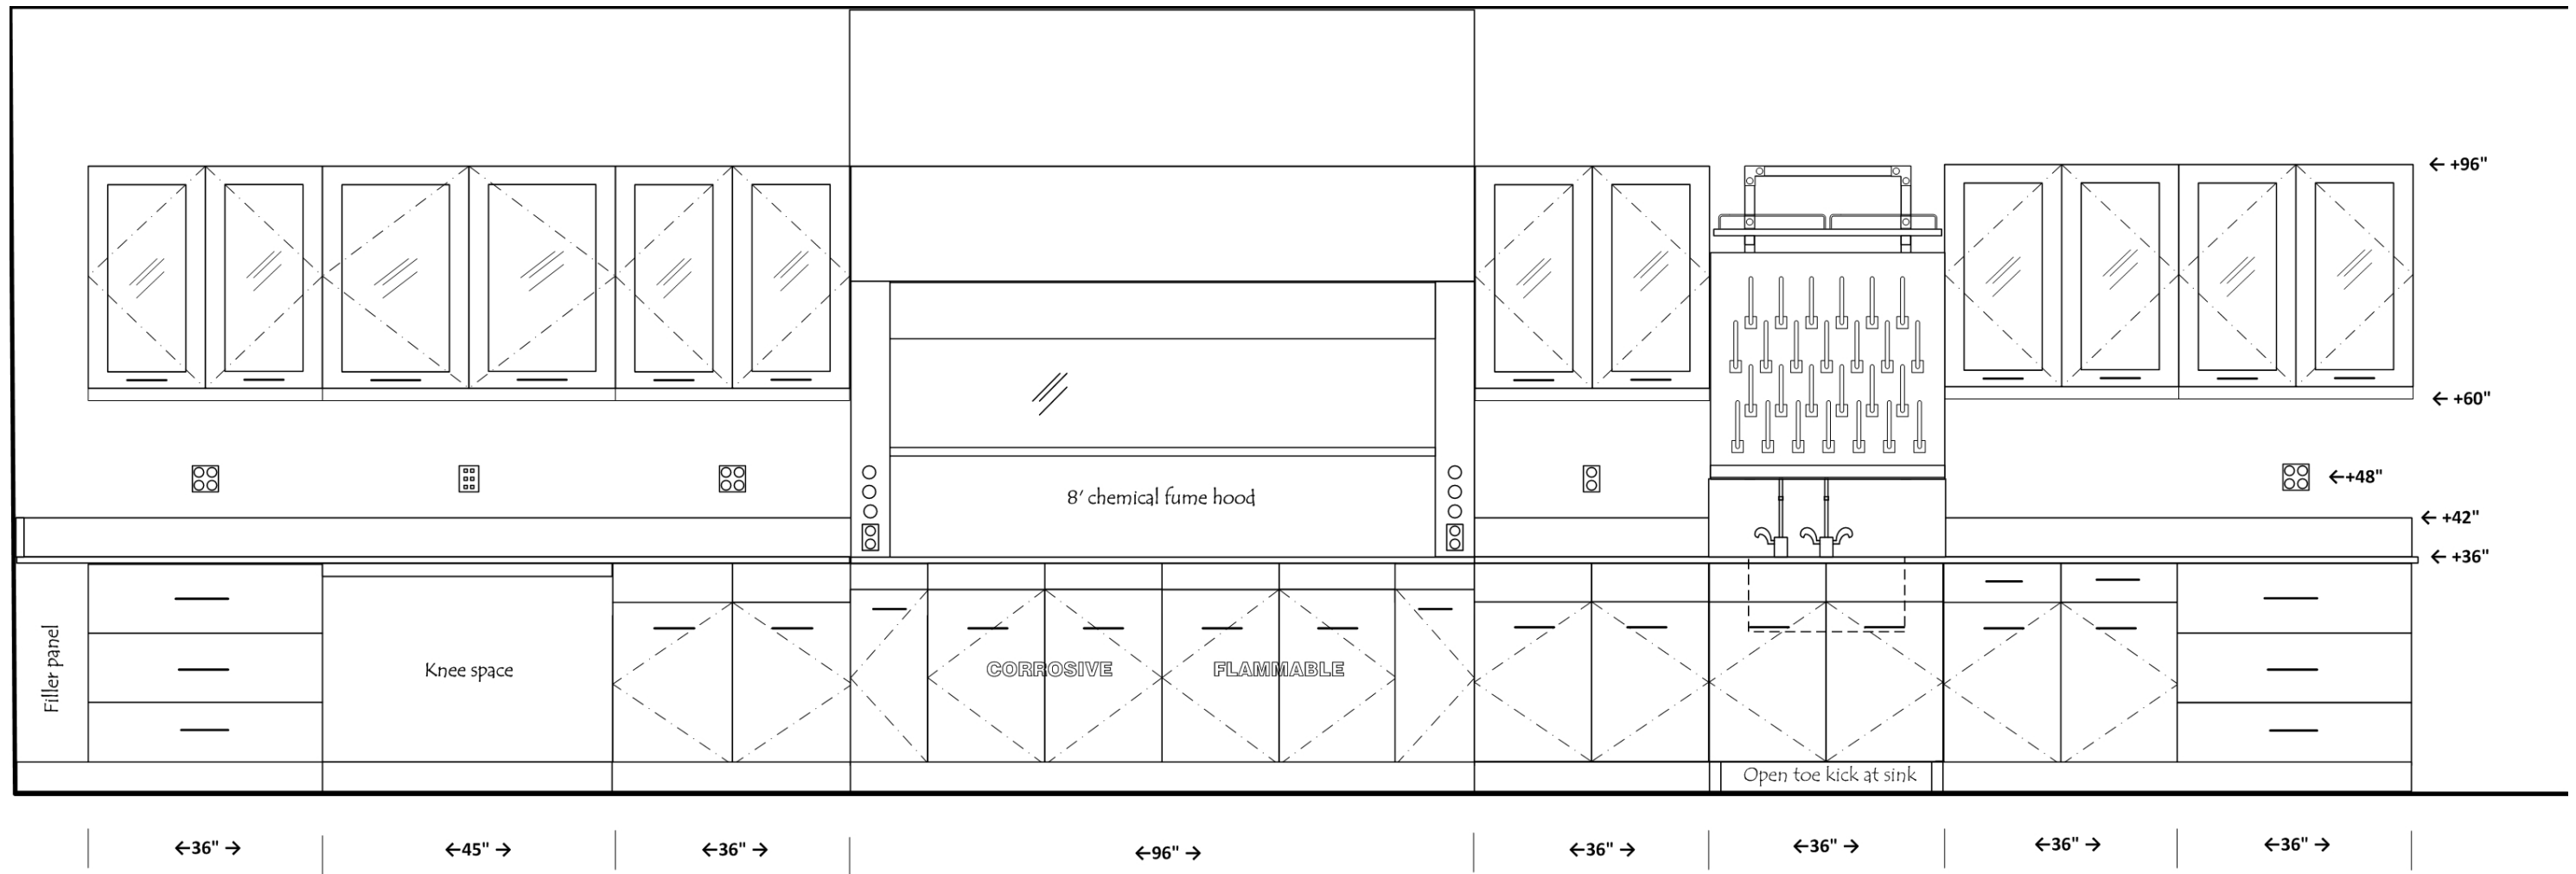 ← +96"
← +60"
←+48"
8' chemical fume hood
← +42"
← +36"
Filler panel
Knee space
CORROSIVE
FLAMMABLE
Open toe kick at sink
←36" →
←45" →
←36" →
←96" →
←36" →
←36" →
←36" →
←36" →